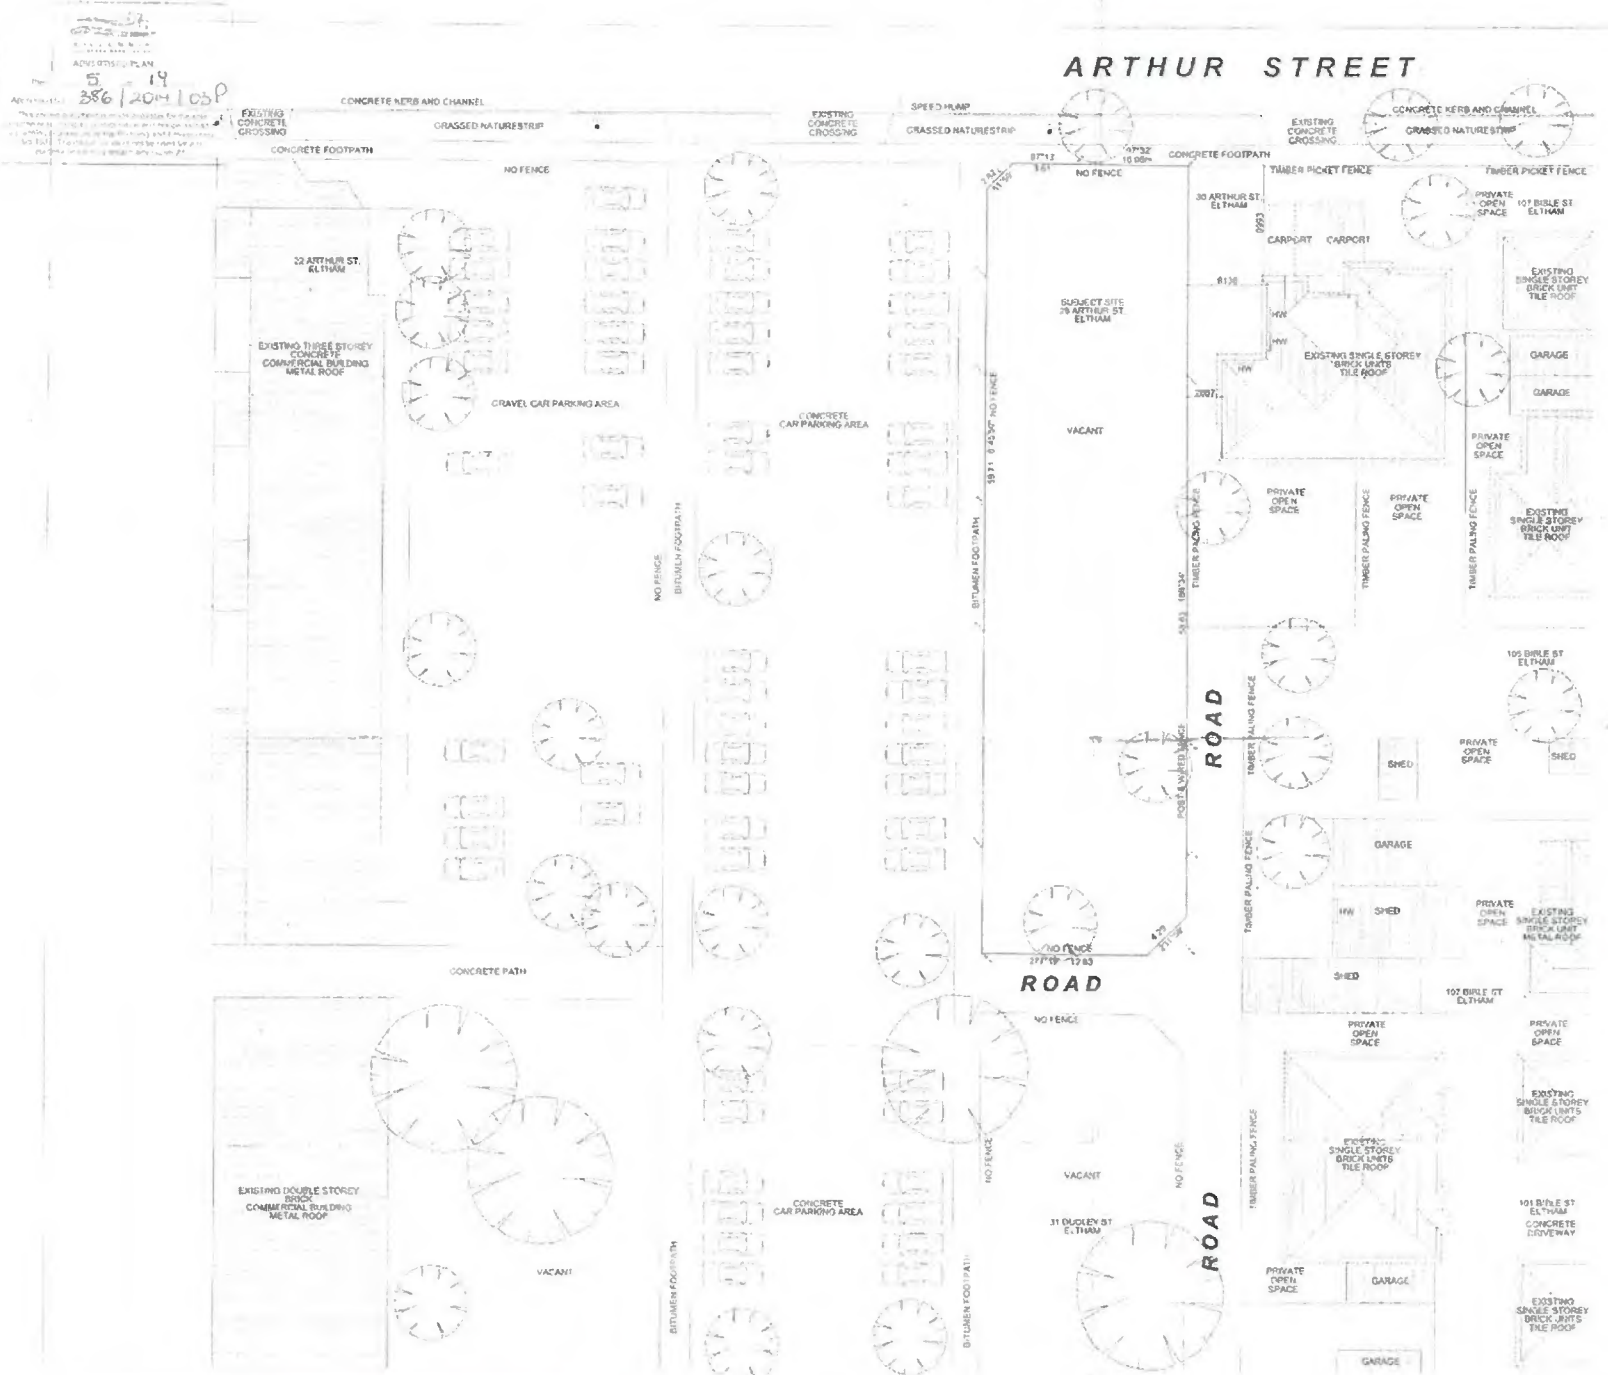 ARTHUR STREET
ADVERTISED PLAN
5 14
386/2014/03P
EXISTING
CONCRETE
CROSSING
CONCRETE KERB AND CHANNEL
GRASSED NATURESTRIP
CONCRETE FOOTPATH
NO FENCE
EXISTING
CONCRETE
CROSSING
SPEED HUMP
GRASSED NATURESTRIP
NO FENCE
CONCRETE FOOTPATH
EXISTING
CONCRETE
CROSSING
CONCRETE KERB AND CHANNEL
GRASSED NATURESTRIP
TIMBER PICKET FENCE
TIMBER PICKET FENCE
30 ARTHUR ST.
ELTHAM
PRIVATE
OPEN
SPACE
107 BIBLE ST
ELTHAM
CARPORT
CARPORT
22 ARTHUR ST.
ELTHAM
SUBJECT SITE
ARTHUR ST.
ELTHAM
EXISTING
SINGLE STOREY
BRICK UNIT
TILE ROOF
HW
HW
HW
EXISTING THREE STOREY
CONCRETE
COMMERCIAL BUILDING
METAL ROOF
EXISTING SINGLE STOREY
BRICK UNITS
TILE ROOF
GARAGE
GARAGE
GRAVEL CAR PARKING AREA
CONCRETE
CAR PARKING AREA
NO FENCE
VACANT
PRIVATE
OPEN
SPACE
PRIVATE
OPEN
SPACE
PRIVATE
OPEN
SPACE
EXISTING
SINGLE STOREY
BRICK UNIT
TILE ROOF
NO FENCE
BITUMEN FOOTPATH
BITUMEN FOOTPATH
TIMBER PALING FENCE
TIMBER PALING FENCE
TIMBER PALING FENCE
105 BIBLE ST
ELTHAM
ROAD
TIMBER PALING FENCE
PRIVATE
OPEN
SPACE
SHED
SHED
TIMBER PALING FENCE
GARAGE
HW
SHED
PRIVATE
OPEN
SPACE
EXISTING
SINGLE STOREY
BRICK UNIT
METAL ROOF
NO FENCE
CONCRETE PATH
ROAD
SHED
ELTHAM
NO FENCE
PRIVATE
OPEN
SPACE
PRIVATE
OPEN
SPACE
EXISTING
SINGLE STOREY
BRICK UNITS
TILE ROOF
EXISTING
SINGLE STOREY
BRICK UNITS
TILE ROOF
TIMBER PALING FENCE
NO FENCE
NO FENCE
VACANT
EXISTING DOUBLE STOREY
BRICK
COMMERCIAL BUILDING
METAL ROOF
CONCRETE
CAR PARKING AREA
31 DUDLEY ST
ELTHAM
ROAD
101 BIBLE ST
ELTHAM
CONCRETE
DRIVEWAY
VACANT
BITUMEN FOOTPATH
BITUMEN FOOTPATH
PRIVATE
OPEN
SPACE
GARAGE
EXISTING
SINGLE STOREY
BRICK UNITS
TILE ROOF
GARAGE